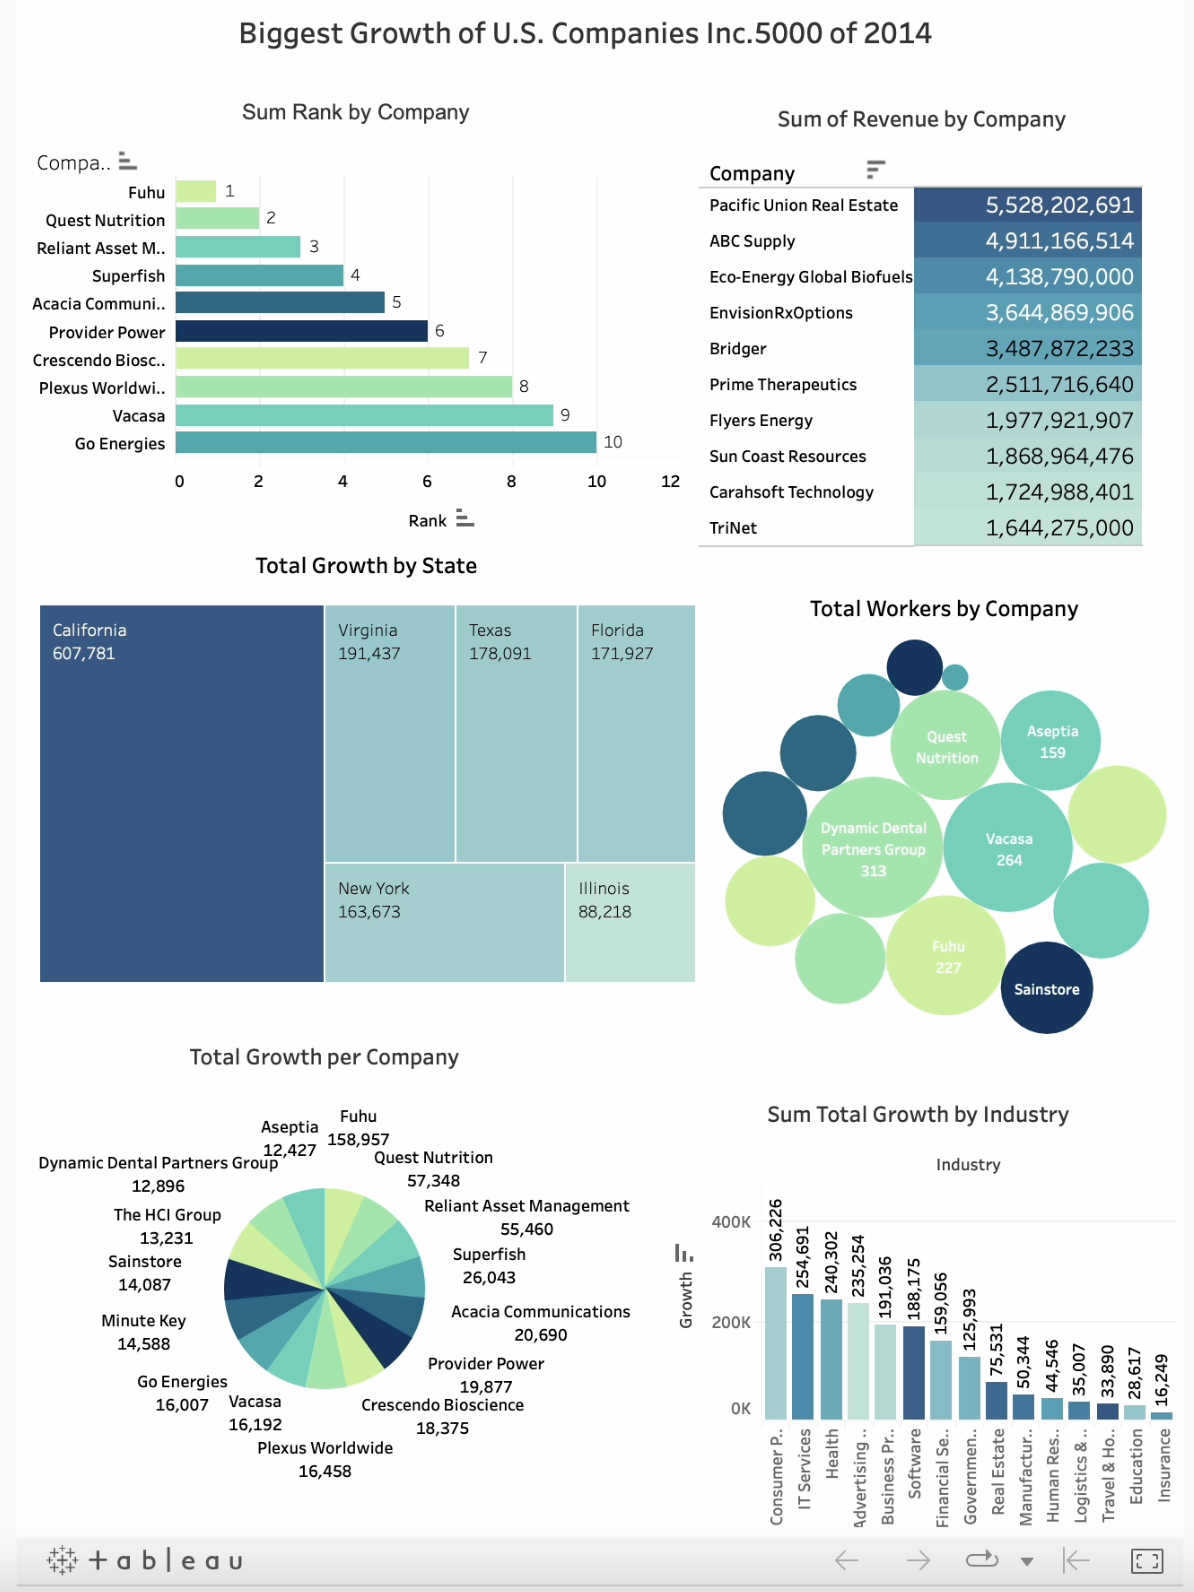 Biggest Growth of U.S. Companies Inc.5000 of 2014
Sum Rank by Company
Compa..
Fuhu 1
Quest Nutrition 2
Reliant Asset M.. 3
Superfish 4
Acacia Communi.. 5
Provider Power 6
Crescendo Biosc.. 7
Plexus Worldwi.. 8
Vacasa 9
Go Energies 10
0 2 4 6 8 10 12
Rank
Sum of Revenue by Company
Company
Pacific Union Real Estate 5,528,202,691
ABC Supply 4,911,166,514
Eco-Energy Global Biofuels 4,138,790,000
EnvisionRxOptions 3,644,869,906
Bridger 3,487,872,233
Prime Therapeutics 2,511,716,640
Flyers Energy 1,977,921,907
Sun Coast Resources 1,868,964,476
Carahsoft Technology 1,724,988,401
TriNet 1,644,275,000
Total Growth by State
California
607,781
Virginia
191,437
Texas
178,091
Florida
171,927
New York
163,673
Illinois
88,218
Total Workers by Company
Quest
Nutrition
Aseptia
159
Dynamic Dental
Partners Group
313
Vacasa
264
Fuhu
227
Sainstore
Total Growth per Company
Fuhu
158,957
Aseptia
12,427
Quest Nutrition
57,348
Dynamic Dental Partners Group
12,896
Reliant Asset Management
55,460
The HCI Group
13,231
Superfish
26,043
Sainstore
14,087
Acacia Communications
20,690
Minute Key
14,588
Provider Power
19,877
Go Energies
16,007
Crescendo Bioscience
18,375
Vacasa
16,192
Plexus Worldwide
16,458
Sum Total Growth by Industry
Industry
Growth
400K
200K
0K
306,226
254,691
240,302
235,254
191,036
188,175
159,056
125,993
75,531
50,344
44,546
35,007
33,890
28,617
16,249
Consumer P..
IT Services
Health
Advertising ..
Business Pr..
Software
Financial Se..
Governmen..
Real Estate
Manufactur..
Human Res..
Logistics & ..
Travel & Ho..
Education
Insurance
+ableau